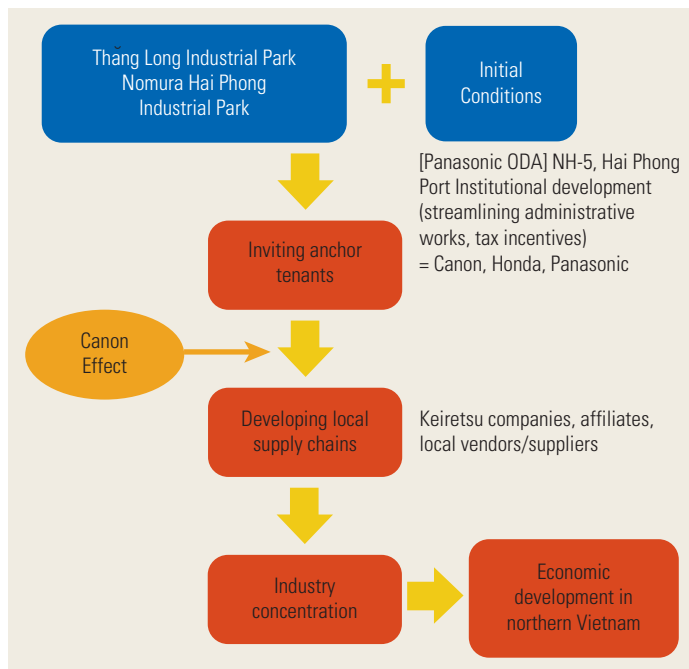 Thăng Long Industrial Park
Nomura Hai Phong
Industrial Park
+
Initial
Conditions
[Panasonic ODA] NH-5, Hai Phong
Port Institutional development
(streamlining administrative
works, tax incentives)
= Canon, Honda, Panasonic
Inviting anchor
tenants
Canon
Effect
Developing local
supply chains
Keiretsu companies, affiliates,
local vendors/suppliers
Industry
concentration
Economic
development in
northern Vietnam